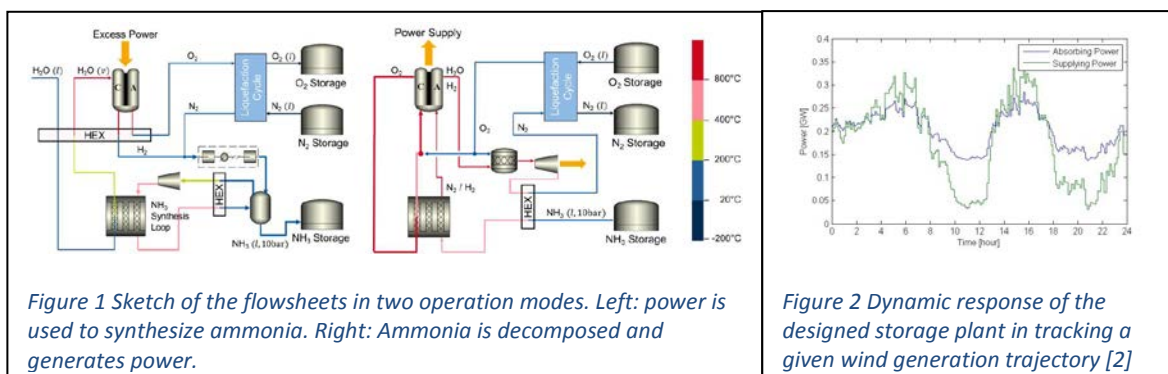 Excess Power
H₂O (l)
H₂O (v)
C A
O₂
O₂ (l)
O₂ Storage
Liquefaction Cycle
N₂
N₂ (l)
N₂ Storage
HEX
H₂
NH₃
Synthesis
Loop
HEX
NH₃ (l, 10bar)
NH₃ Storage
Power Supply
O₂
C A
H₂O
H₂
O₂ (l)
O₂ Storage
Liquefaction Cycle
N₂ (l)
N₂ Storage
O₂
N₂
N₂ / H₂
HEX
NH₃ (l, 10bar)
NH₃ Storage
800°C
400°C
200°C
20°C
-200°C
Figure 1 Sketch of the flowsheets in two operation modes. Left: power is
used to synthesize ammonia. Right: Ammonia is decomposed and
generates power.
0.4
0.35
0.3
0.25
0.2
0.15
0.1
0.05
0
Power [GW]
Absorbing Power
Supplying Power
0 2 4 6 8 10 12 14 16 18 20 22 24
Time [hour]
Figure 2 Dynamic response of the
designed storage plant in tracking a
given wind generation trajectory [2]